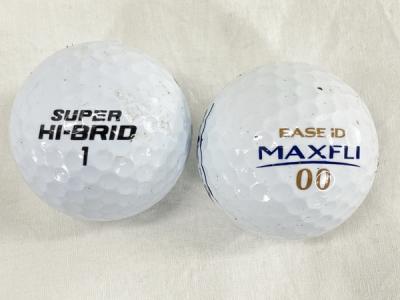 SUPER
HI-BRID
1
EASE iD
MAXFLI
00